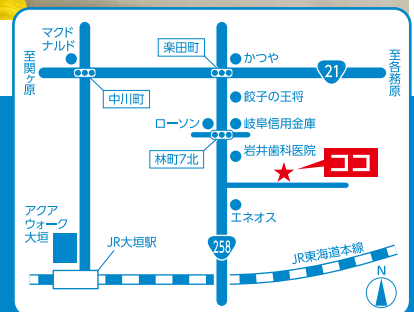 マクド
ナルド
楽田町
かつや
至関ヶ原
至各務原
21
中川町
餃子の王将
ローソン
岐阜信用金庫
林町7北
岩井歯科医院
ココ
アクア
ウォーク
大垣
エネオス
JR大垣駅
258
JR東海道本線
N